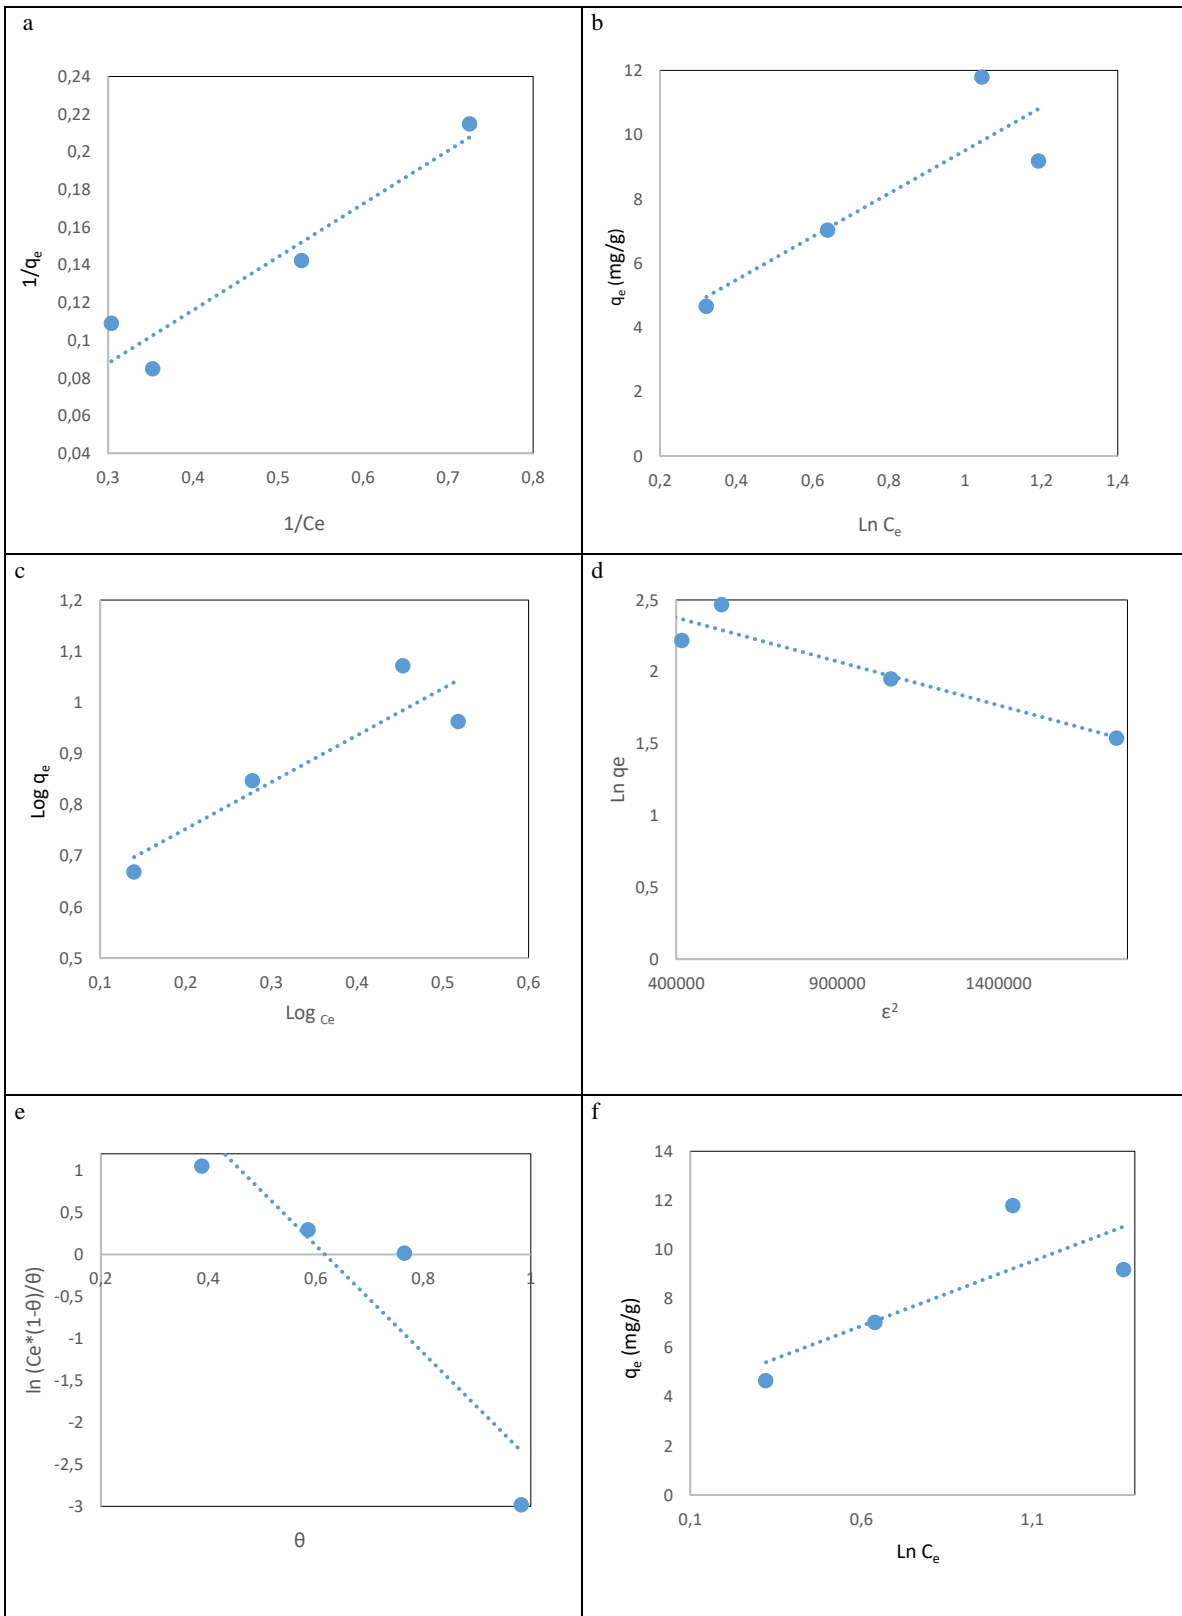 a
0,24
0,22
0,2
0,18
0,16
0,14
0,12
0,1
0,08
0,06
0,04
1/qe
0,3 0,4 0,5 0,6 0,7 0,8
1/Ce
b
12
10
8
6
4
2
0
qe (mg/g)
0,2 0,4 0,6 0,8 1 1,2 1,4
Ln Ce
c
1,2
1,1
1
0,9
0,8
0,7
0,6
0,5
Log qe
0,1 0,2 0,3 0,4 0,5 0,6
Log Ce
d
2,5
2
1,5
1
0,5
0
Ln qe
400000 900000 1400000
ε²
e
1
0,5
0
-0,5
-1
-1,5
-2
-2,5
-3
ln (Ce*(1-θ)/θ)
0,2 0,4 0,6 0,8 1
θ
f
14
12
10
8
6
4
2
0
qe (mg/g)
0,1 0,6 1,1
Ln Ce